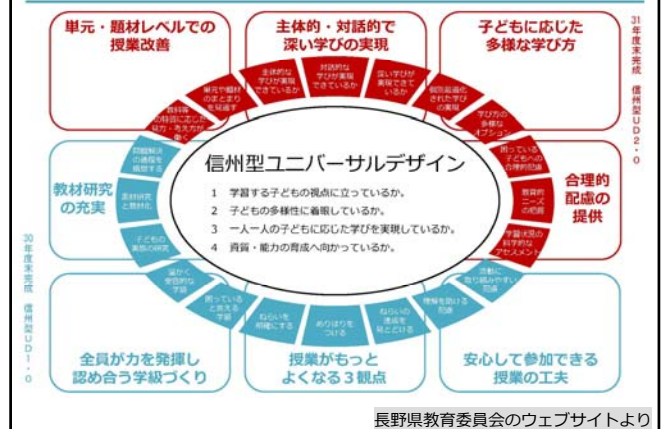 単元・題材レベルでの
授業改善
主体的・対話的で
深い学びの実現
子どもに応じた
多様な学び方
31年度末完成 信州型UD2.0
単元や題材
のまとまり
を見通す
主体的な
学びが実現
できているか
対話的な
学びが実現
できているか
深い学びが
実現できて
いるか
個別最適化
された学び
の実現
教科等
の特質に応じた
見方・考え方が
働く
学び方の
多様な
オプション
問題解決
の過程を
困っている
子どもへの
合理的配慮
教材研究
の充実
素材研究
と教材化
信州型ユニバーサルデザイン
1 学習する子どもの視点に立っているか。
2 子どもの多様性に着眼しているか。
3 一人一人の子どもに応じた学びを実現しているか。
4 資質・能力の育成へ向かっているか。
教育的
ニーズ
の把握
合理的
配慮の
提供
子どもの
実態の研究
学習状況の
科学的な
アセスメント
30年度末完成 信州型UD1.0
温かく
支援的な
学級
困っている
と言える
学級
ねらいを
明確にする
めりはりを
つける
ねらいの
達成を
見とどける
理解を助ける
配慮
活動に
取り組みやすい
配慮
全員が力を発揮し
認め合う学級づくり
授業がもっと
よくなる3観点
安心して参加できる
授業の工夫
長野県教育委員会のウェブサイトより